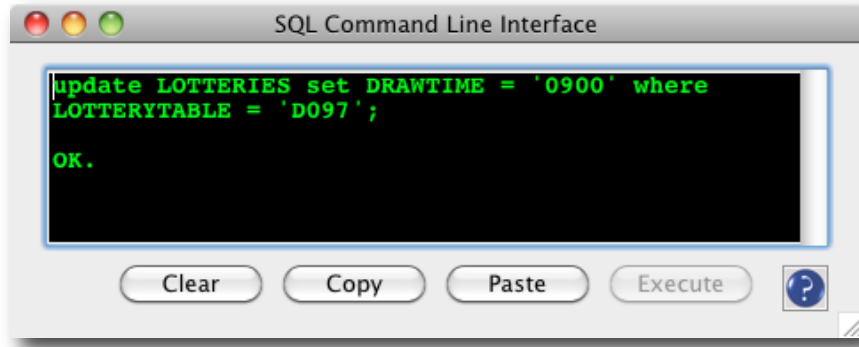 SQL Command Line Interface
update LOTTERIES set DRAWTIME = '0900' where
LOTTERYTABLE = 'D097';
OK.
Clear
Copy
Paste
Execute
?